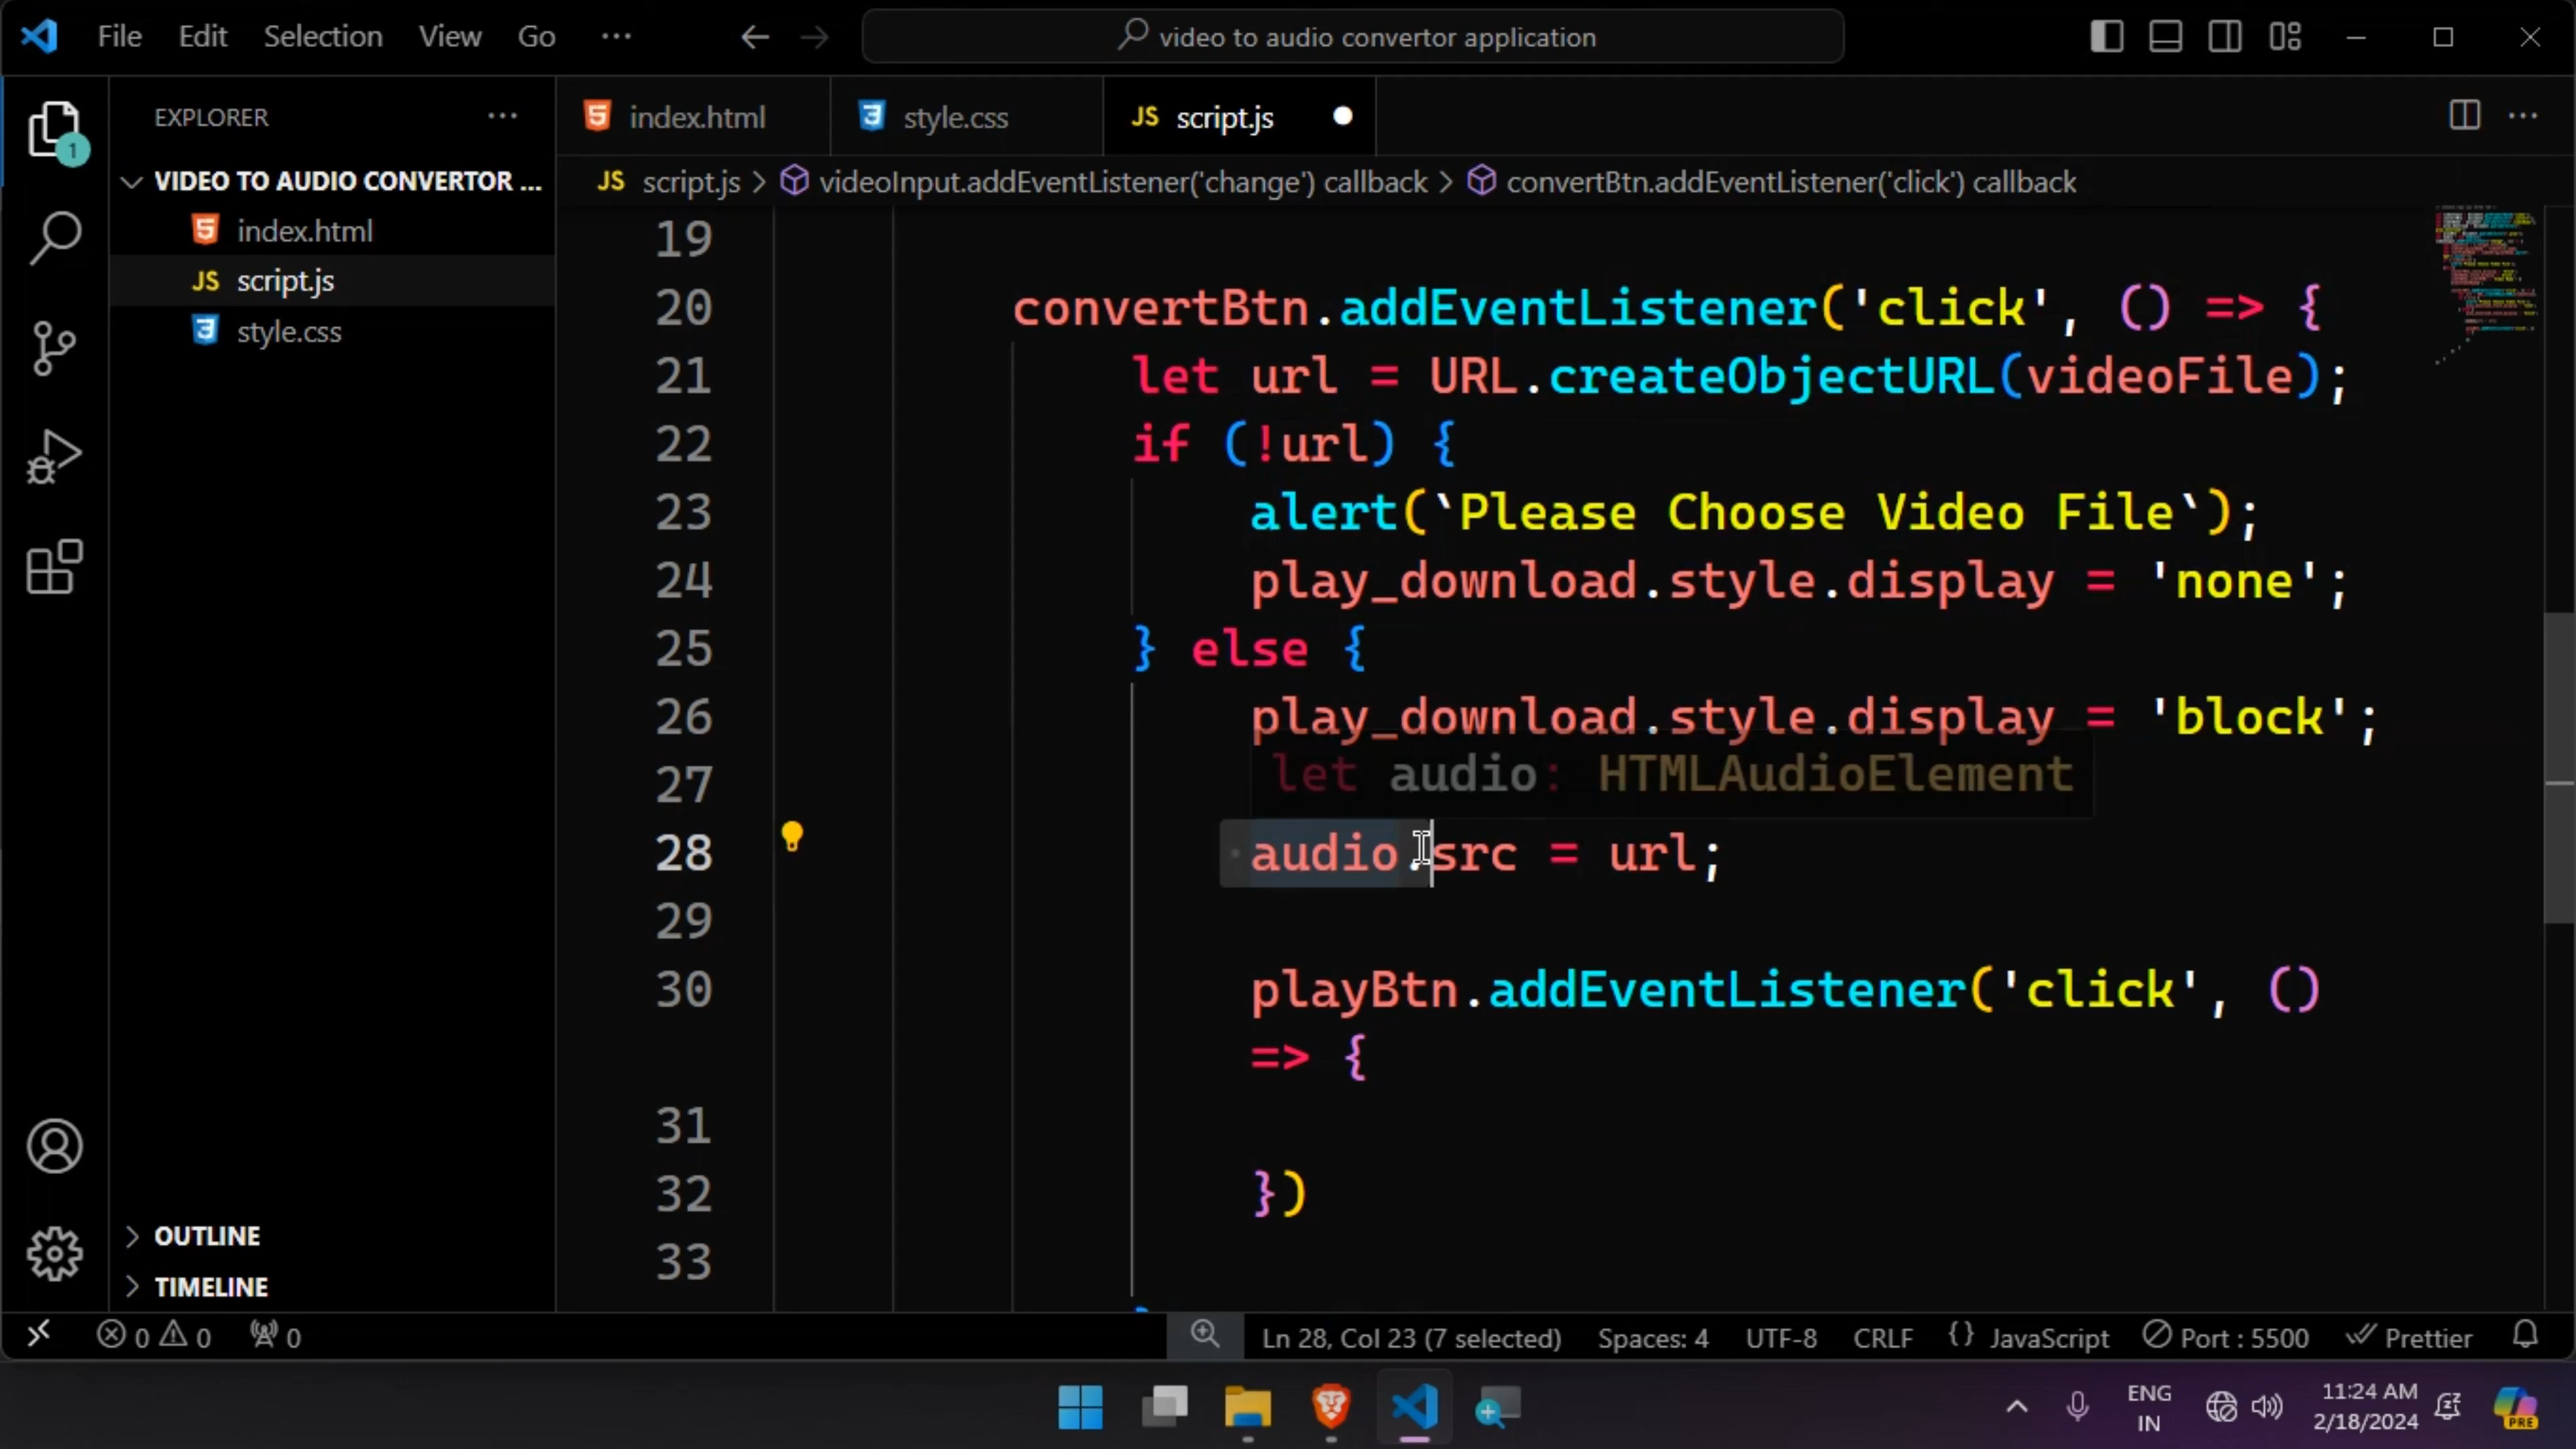 File Edit Selection View Go ...
video to audio convertor application
EXPLORER
VIDEO TO AUDIO CONVERTOR ...
index.html
script.js
style.css
OUTLINE
TIMELINE
index.html
style.css
JS script.js
JS script.js > videoInput.addEventListener('change') callback > convertBtn.addEventListener('click') callback
19
20 convertBtn.addEventListener('click', () => {
21 let url = URL.createObjectURL(videoFile);
22 if (!url) {
23 alert(`Please Choose Video File`);
24 play_download.style.display = 'none';
25 } else {
26 play_download.style.display = 'block';
27
let audio: HTMLAudioElement
28 audio.src = url;
29
30 playBtn.addEventListener('click', ()
=> {
31
32 })
33
0 0 0
Ln 28, Col 23 (7 selected) Spaces: 4 UTF-8 CRLF {} JavaScript Port : 5500 Prettier
ENG
IN
11:24 AM
2/18/2024
PRE
1
JS
JS